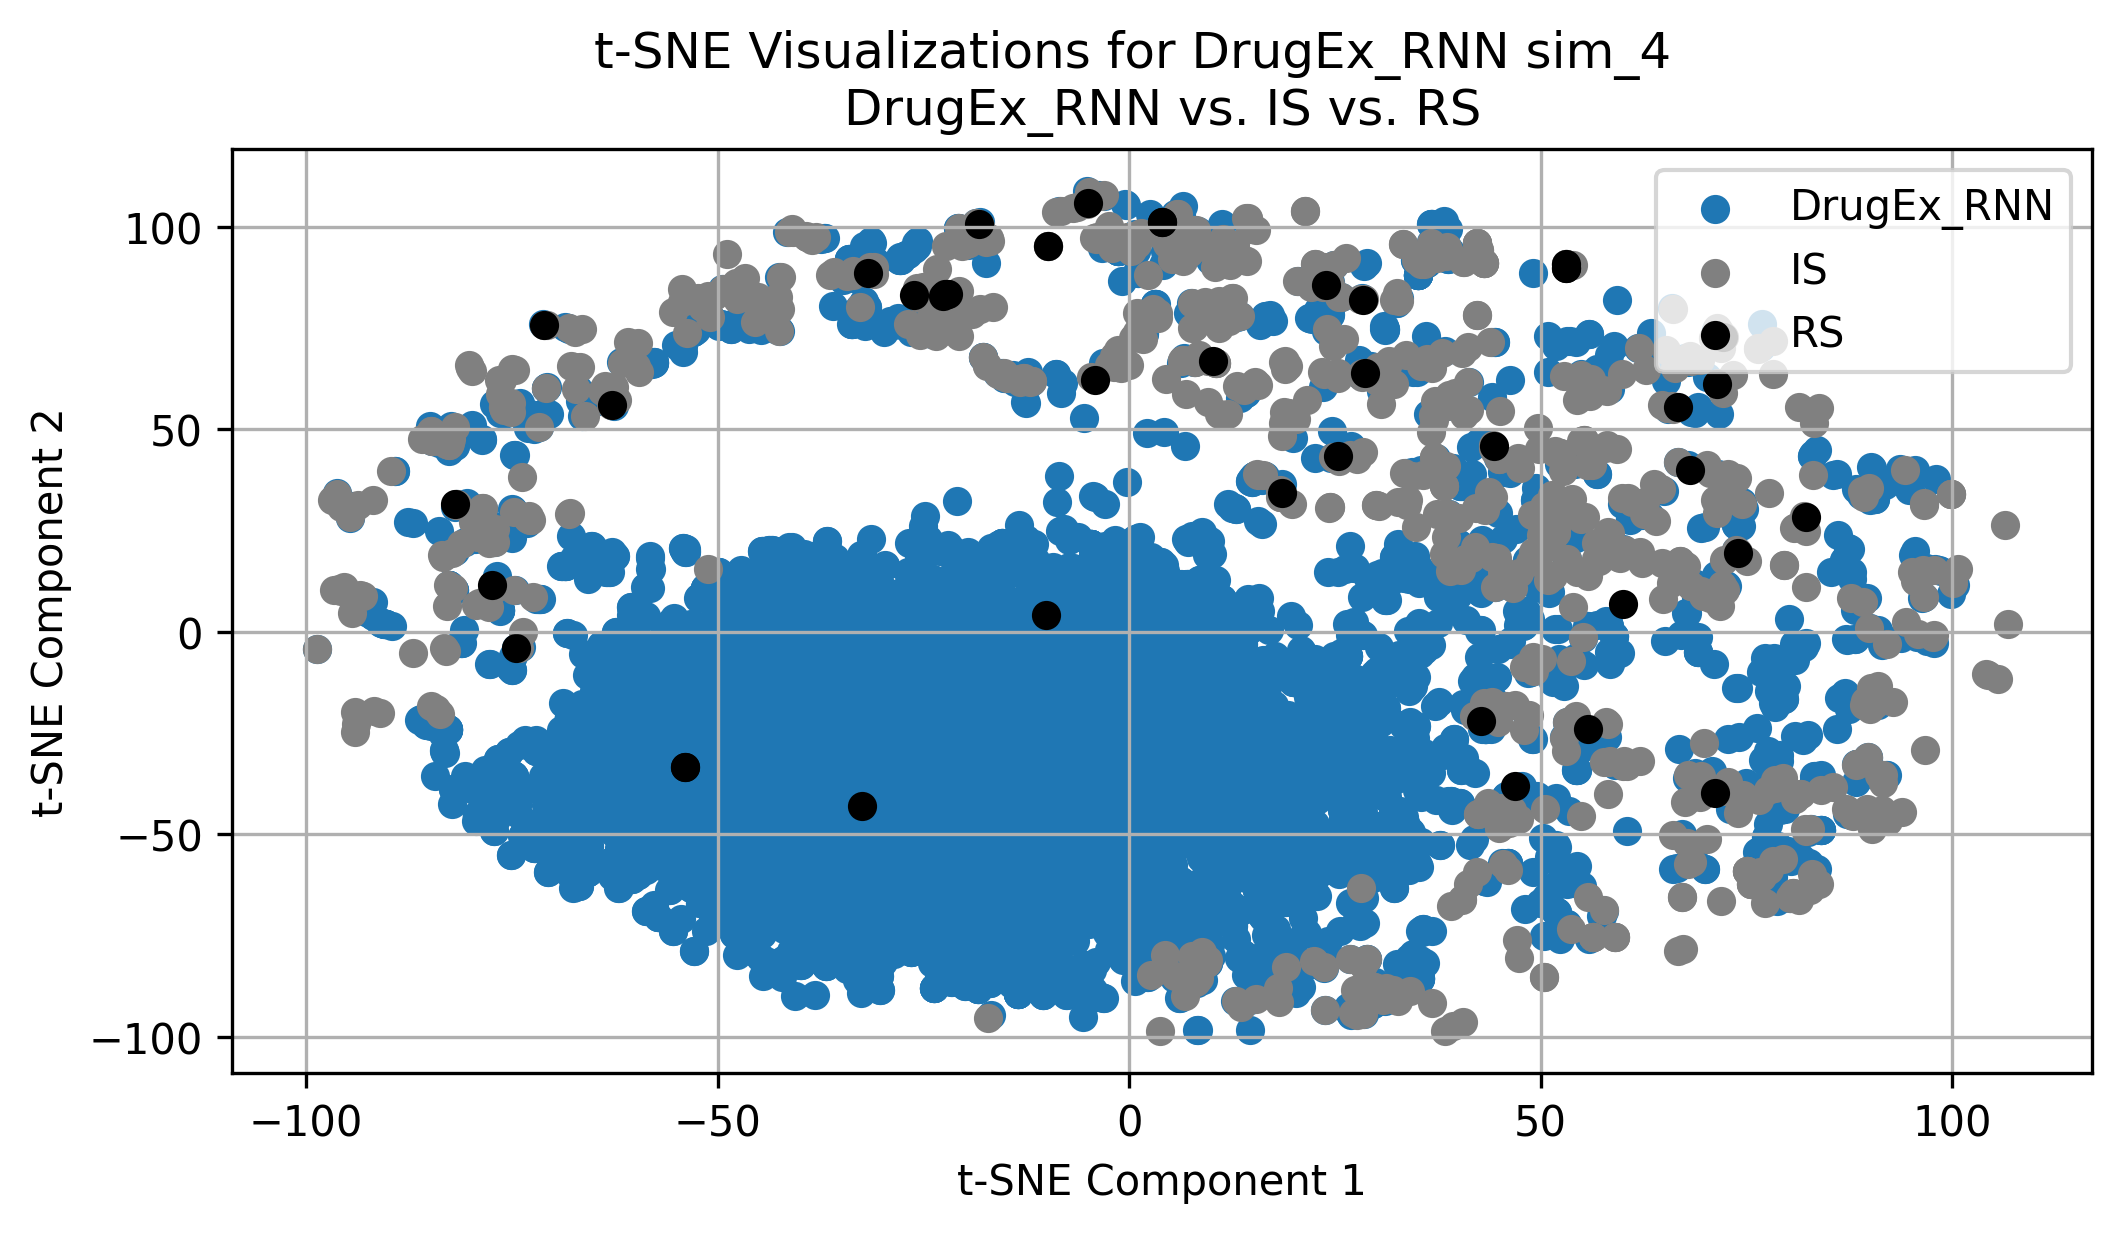 t-SNE Visualizations for DrugEx_RNN sim_4
DrugEx_RNN vs. IS vs. RS
DrugEx_RNN
IS
RS
t-SNE Component 2
100
50
0
−50
−100
−100
−50
0
50
100
t-SNE Component 1